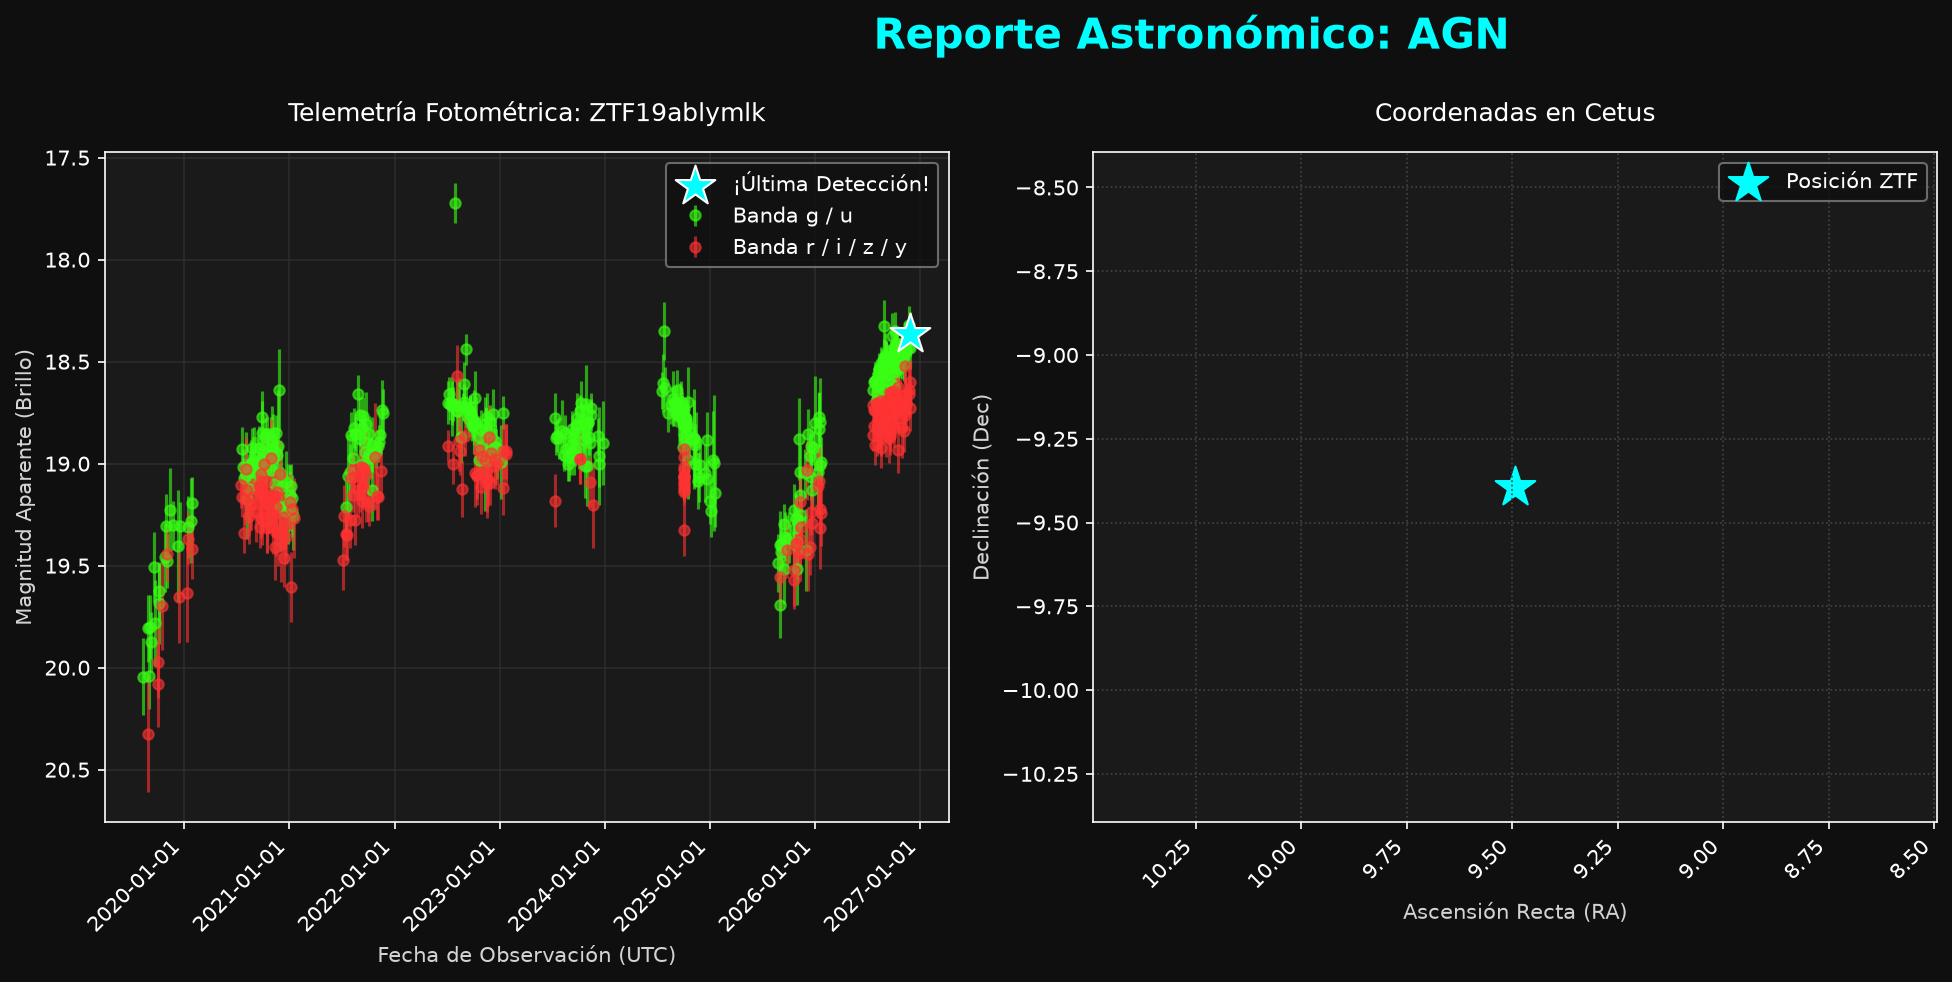 Reporte Astronómico: AGN
Telemetría Fotométrica: ZTF19ablymlk
¡Última Detección!
Banda g / u
Banda r / i / z / y
Magnitud Aparente (Brillo)
17.5
18.0
18.5
19.0
19.5
20.0
20.5
2020-01-01
2021-01-01
2022-01-01
2023-01-01
2024-01-01
2025-01-01
2026-01-01
2027-01-01
Fecha de Observación (UTC)
Coordenadas en Cetus
Posición ZTF
Declinación (Dec)
−8.50
−8.75
−9.00
−9.25
−9.50
−9.75
−10.00
−10.25
10.25
10.00
9.75
9.50
9.25
9.00
8.75
8.50
Ascensión Recta (RA)